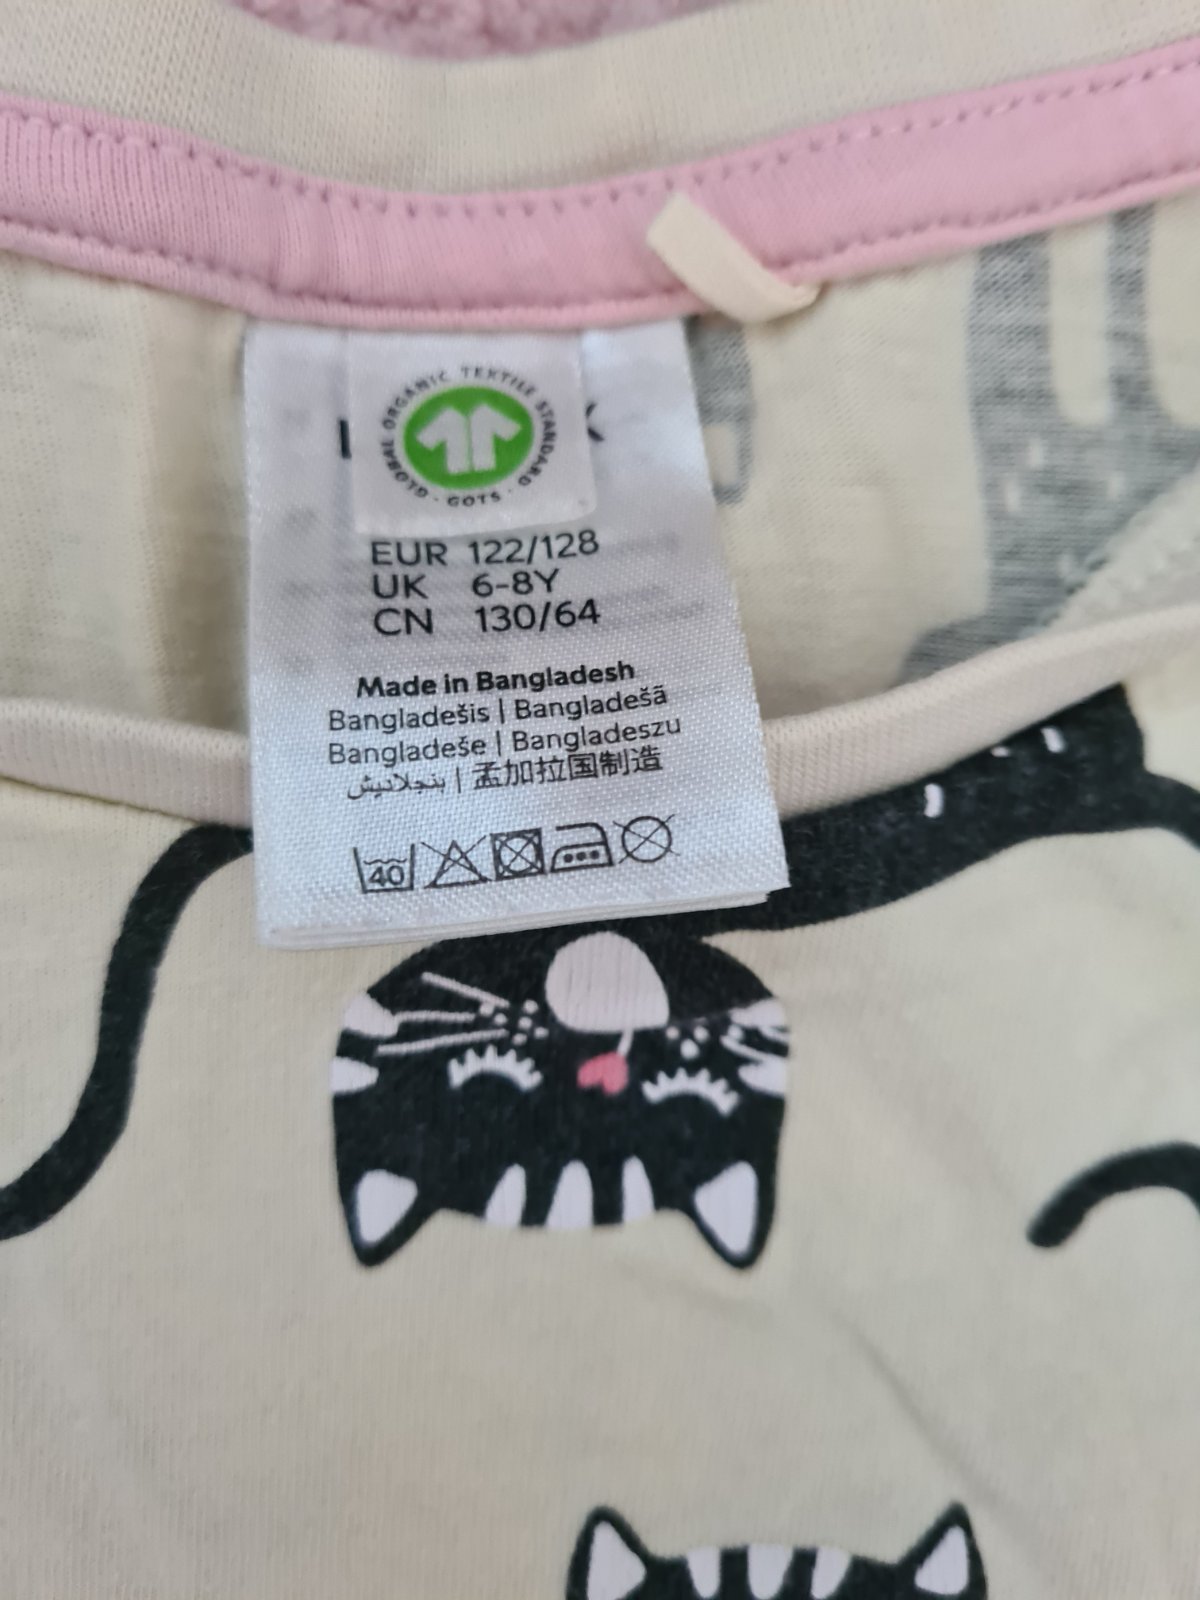 GLOBAL ORGANIC TEXTILE STANDARD · GOTS ·
EUR 122/128
UK 6-8Y
CN 130/64
Made in Bangladesh
Bangladešis | Bangladešā
Bangladeše | Bangladeszu
بنجلاديش | 孟加拉国制造
40